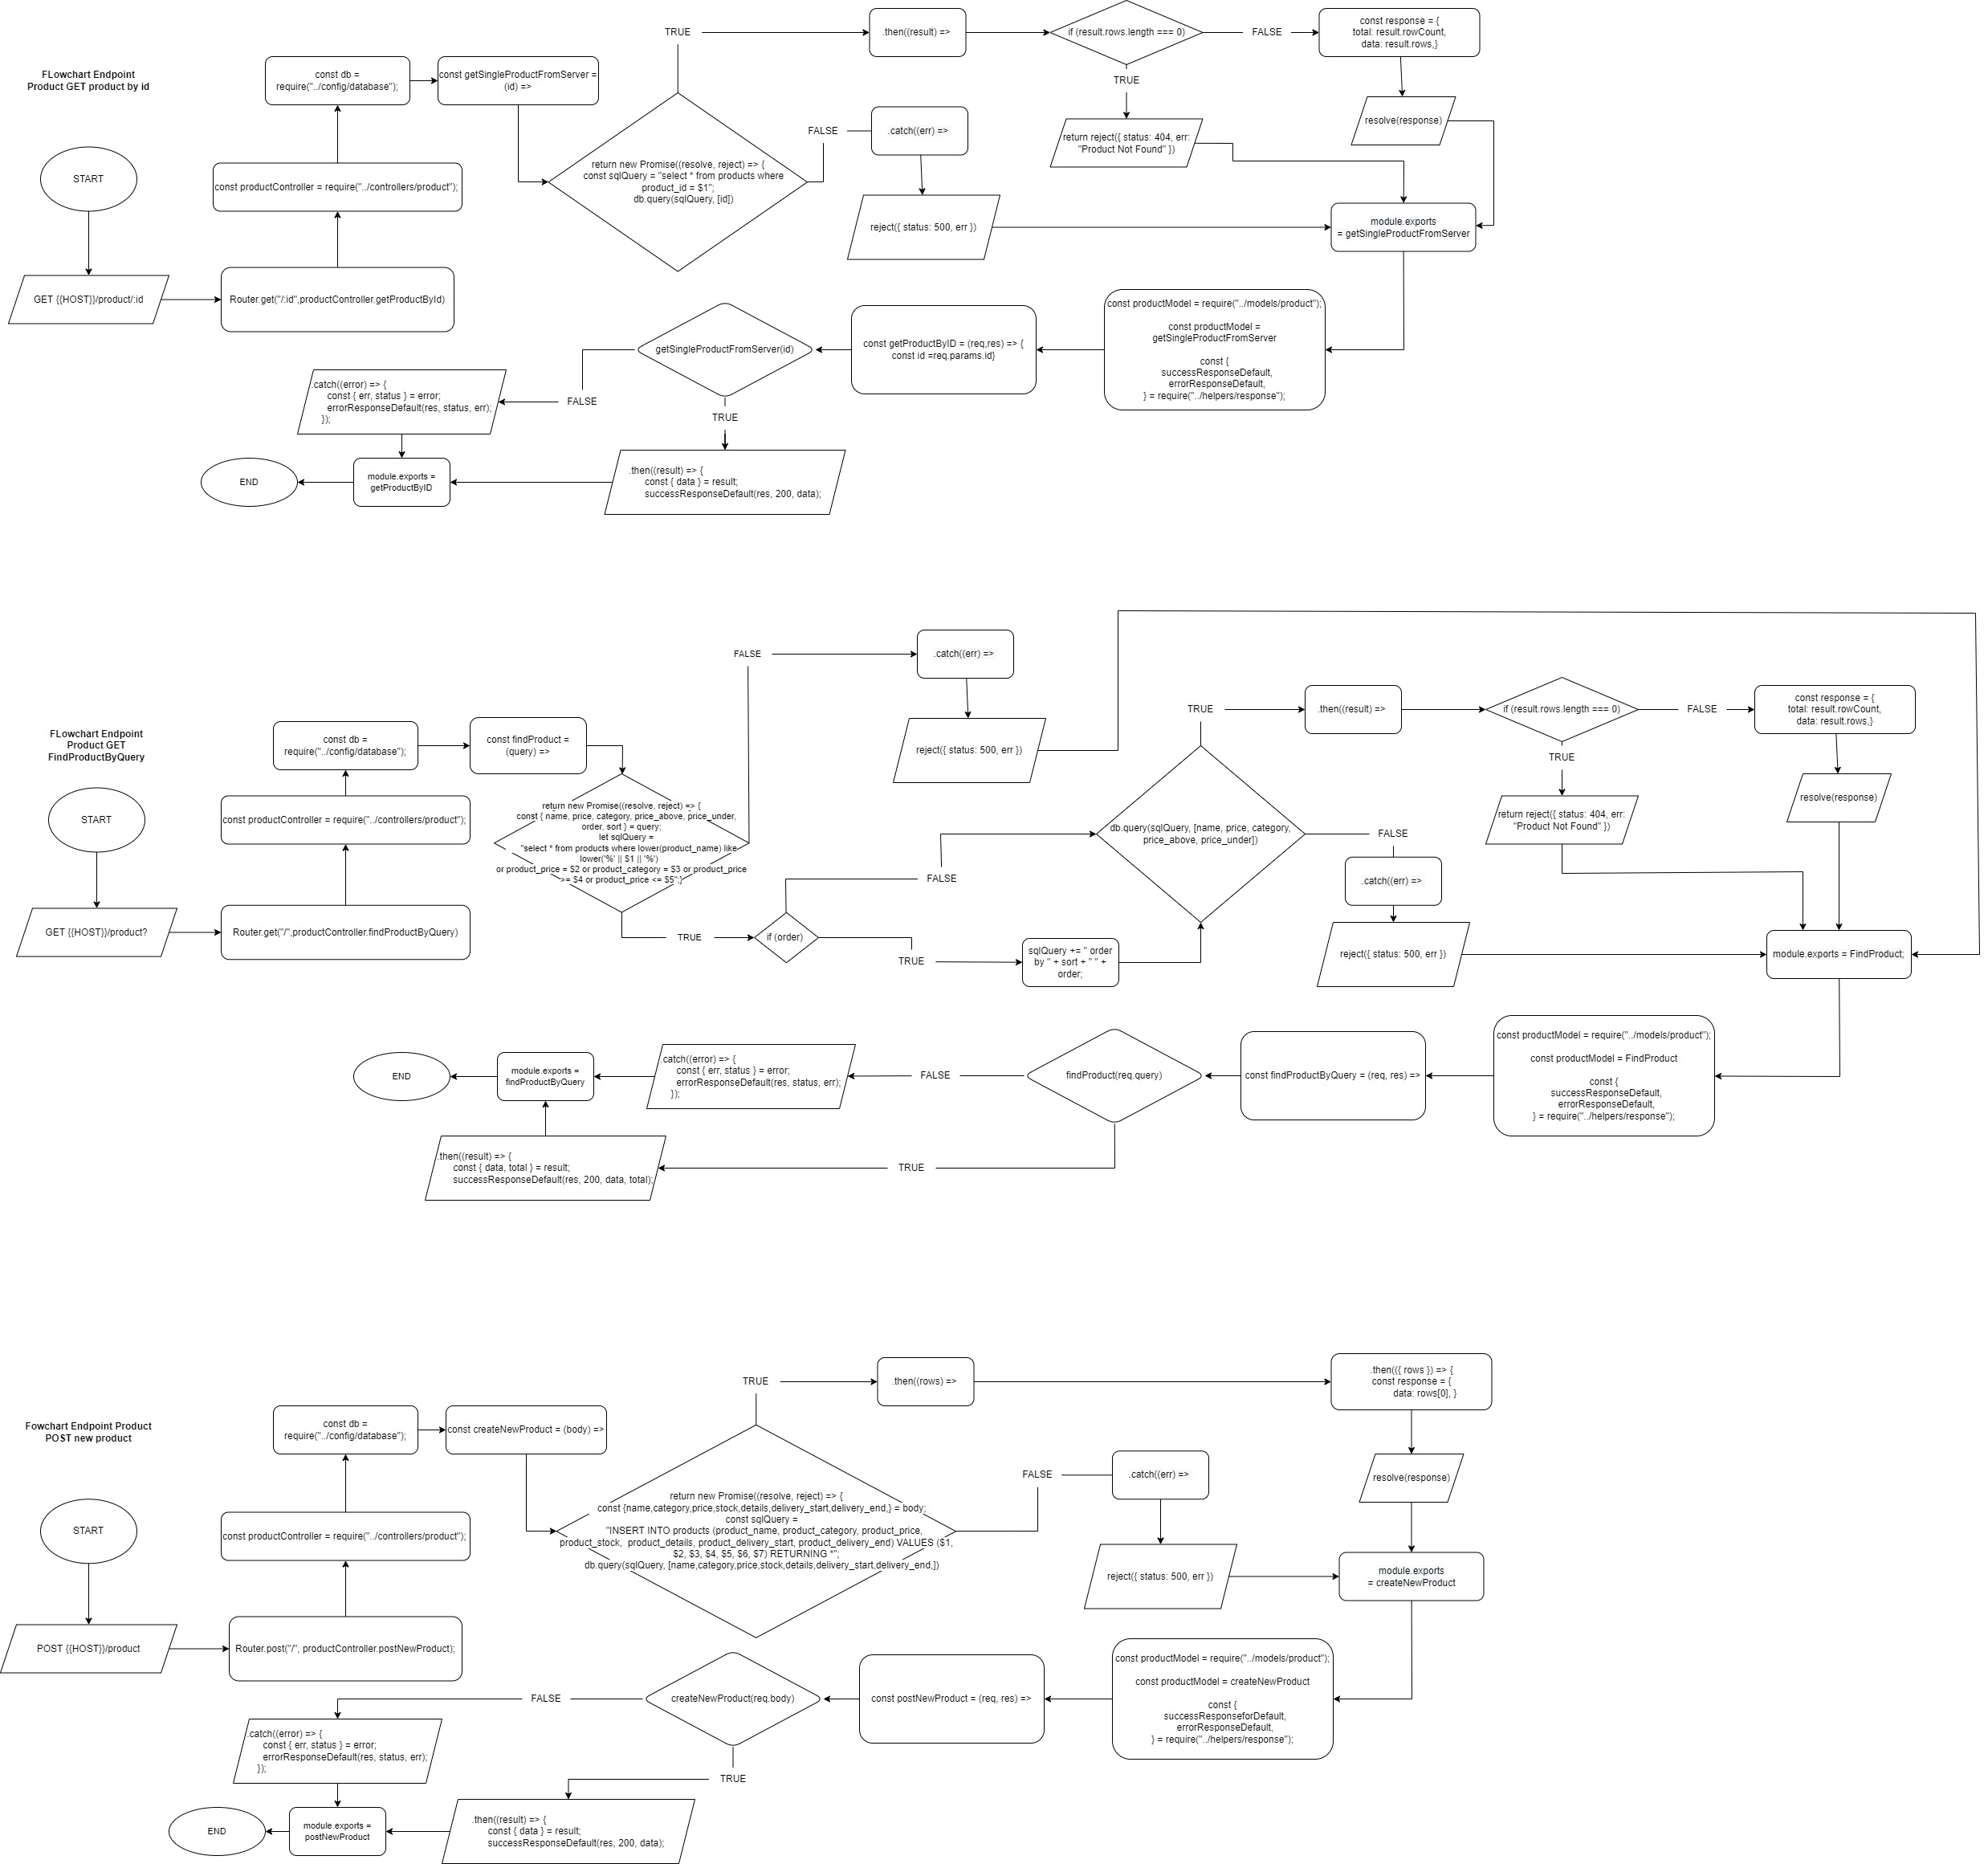 FLowchart Endpoint
Product GET product by id
START
GET {{HOST}}/product/:id
Router.get("/:id",productController.getProductById)
const productController = require("../controllers/product");
const db =
require("../config/database");
const getSingleProductFromServer =
(id) =>
return new Promise((resolve, reject) => {
const sqlQuery = "select * from products where
product_id = $1";
db.query(sqlQuery, [id])
TRUE
.then((result) =>
if (result.rows.length === 0)
FALSE
const response = {
total: result.rowCount,
data: result.rows,}
TRUE
resolve(response)
return reject({ status: 404, err:
"Product Not Found" })
FALSE
.catch((err) =>
reject({ status: 500, err })
module.exports
= getSingleProductFromServer
const productModel = require("../models/product");
const productModel =
getSingleProductFromServer
const {
successResponseDefault,
errorResponseDefault,
} = require("../helpers/response");
const getProductByID = (req,res) => {
const id =req.params.id}
getSingleProductFromServer(id)
FALSE
.catch((error) => {
const { err, status } = error;
errorResponseDefault(res, status, err);
});
TRUE
.then((result) => {
const { data } = result;
successResponseDefault(res, 200, data);
module.exports =
getProductByID
END
FLowchart Endpoint
Product GET
FindProductByQuery
START
GET {{HOST}}/product?
Router.get("/",productController.findProductByQuery)
const productController = require("../controllers/product");
const db =
require("../config/database");
const findProduct =
(query) =>
return new Promise((resolve, reject) => {
const { name, price, category, price_above, price_under,
order, sort } = query;
let sqlQuery =
"select * from products where lower(product_name) like
lower('%' || $1 || '%')
or product_price = $2 or product_category = $3 or product_price
>= $4 or product_price <= $5";}
FALSE
.catch((err) =>
reject({ status: 500, err })
TRUE
if (order)
FALSE
TRUE
sqlQuery += " order
by " + sort + " " +
order;
db.query(sqlQuery, [name, price, category,
price_above, price_under])
TRUE
.then((result) =>
if (result.rows.length === 0)
FALSE
const response = {
total: result.rowCount,
data: result.rows,}
TRUE
resolve(response)
return reject({ status: 404, err:
"Product Not Found" })
FALSE
.catch((err) =>
reject({ status: 500, err })
module.exports = FindProduct;
const productModel = require("../models/product");
const productModel = FindProduct
const {
successResponseDefault,
errorResponseDefault,
} = require("../helpers/response");
const findProductByQuery = (req, res) =>
findProduct(req.query)
FALSE
.catch((error) => {
const { err, status } = error;
errorResponseDefault(res, status, err);
});
TRUE
.then((result) => {
const { data, total } = result;
successResponseDefault(res, 200, data, total);
module.exports =
findProductByQuery
END
Fowchart Endpoint Product
POST new product
START
POST {{HOST}}/product
Router.post("/", productController.postNewProduct);
const productController = require("../controllers/product");
const db =
require("../config/database");
const createNewProduct = (body) =>
return new Promise((resolve, reject) => {
const {name,category,price,stock,details,delivery_start,delivery_end,} = body;
const sqlQuery =
"INSERT INTO products (product_name, product_category, product_price,
product_stock, product_details, product_delivery_start, product_delivery_end) VALUES ($1,
$2, $3, $4, $5, $6, $7) RETURNING *";
db.query(sqlQuery, [name,category,price,stock,details,delivery_start,delivery_end,])
TRUE
.then((rows) =>
.then(({ rows }) => {
const response = {
data: rows[0], }
resolve(response)
FALSE
.catch((err) =>
reject({ status: 500, err })
module.exports
= createNewProduct
const productModel = require("../models/product");
const productModel = createNewProduct
const {
successResponseforDefault,
errorResponseDefault,
} = require("../helpers/response");
const postNewProduct = (req, res) =>
createNewProduct(req.body)
FALSE
.catch((error) => {
const { err, status } = error;
errorResponseDefault(res, status, err);
});
TRUE
.then((result) => {
const { data } = result;
successResponseDefault(res, 200, data);
module.exports =
postNewProduct
END